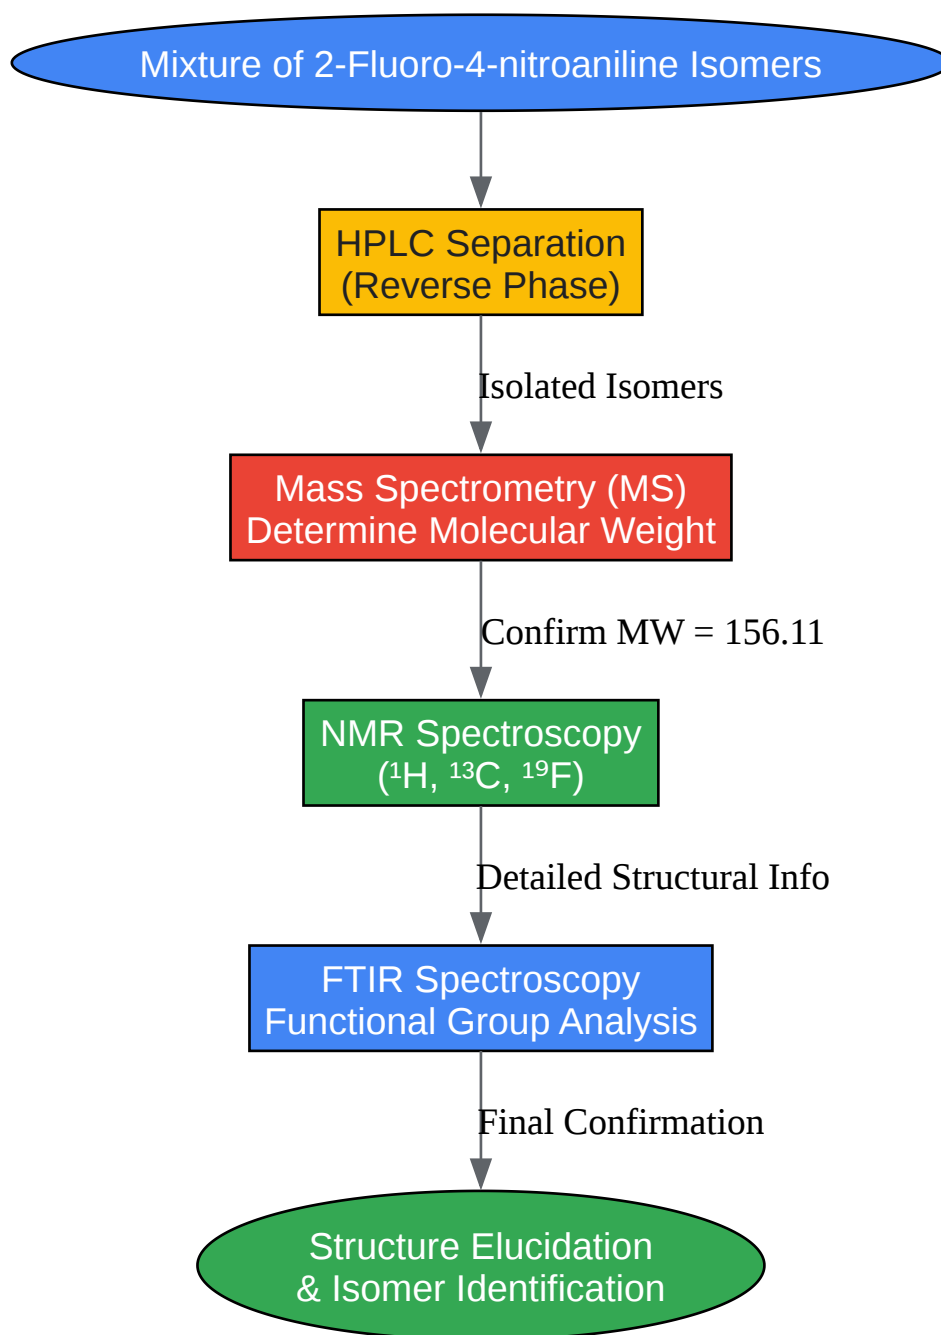 Mixture of 2-Fluoro-4-nitroaniline Isomers
HPLC Separation
(Reverse Phase)
Isolated Isomers
Mass Spectrometry (MS)
Determine Molecular Weight
Confirm MW = 156.11
NMR Spectroscopy
(¹H, ¹³C, ¹⁹F)
Detailed Structural Info
FTIR Spectroscopy
Functional Group Analysis
Final Confirmation
Structure Elucidation
& Isomer Identification